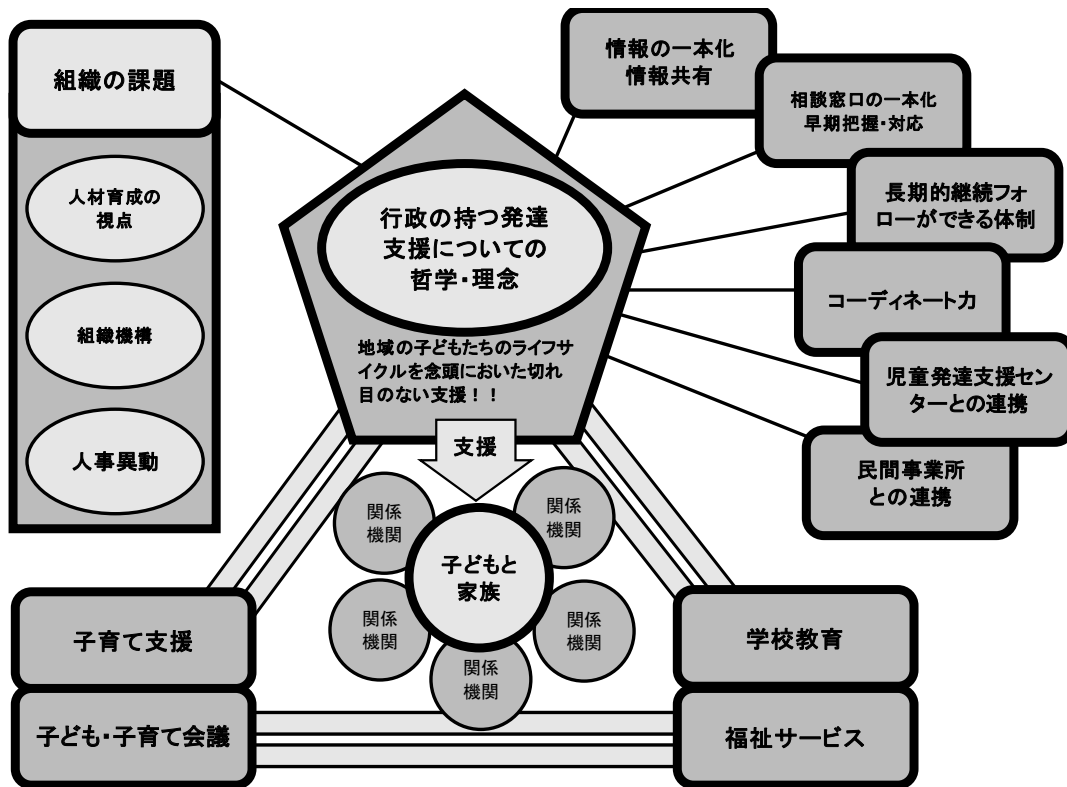 組織の課題
人材育成の
視点
組織機構
人事異動
情報の一本化
情報共有
相談窓口の一本化
早期把握・対応
長期的継続フォ
ローができる体制
コーディネート力
児童発達支援セン
ターとの連携
民間事業所
との連携
行政の持つ発達
支援についての
哲学・理念
地域の子どもたちのライフサ
イクルを念頭においた切れ
目のない支援！！
支援
関係
機関
関係
機関
子どもと
家族
関係
機関
関係
機関
関係
機関
子育て支援
子ども・子育て会議
学校教育
福祉サービス